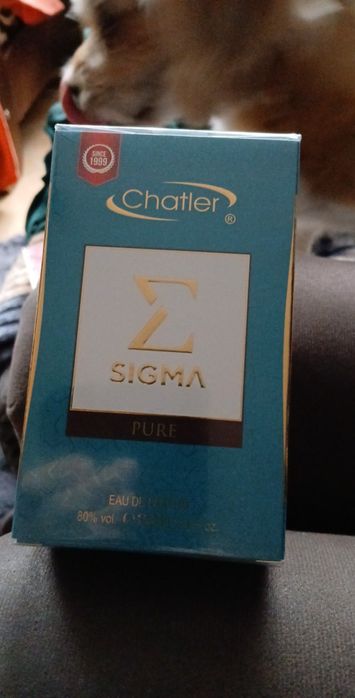 SINCE
1999
Chatler®
Σ
SIGMA
PURE
EAU DE
80% vol.